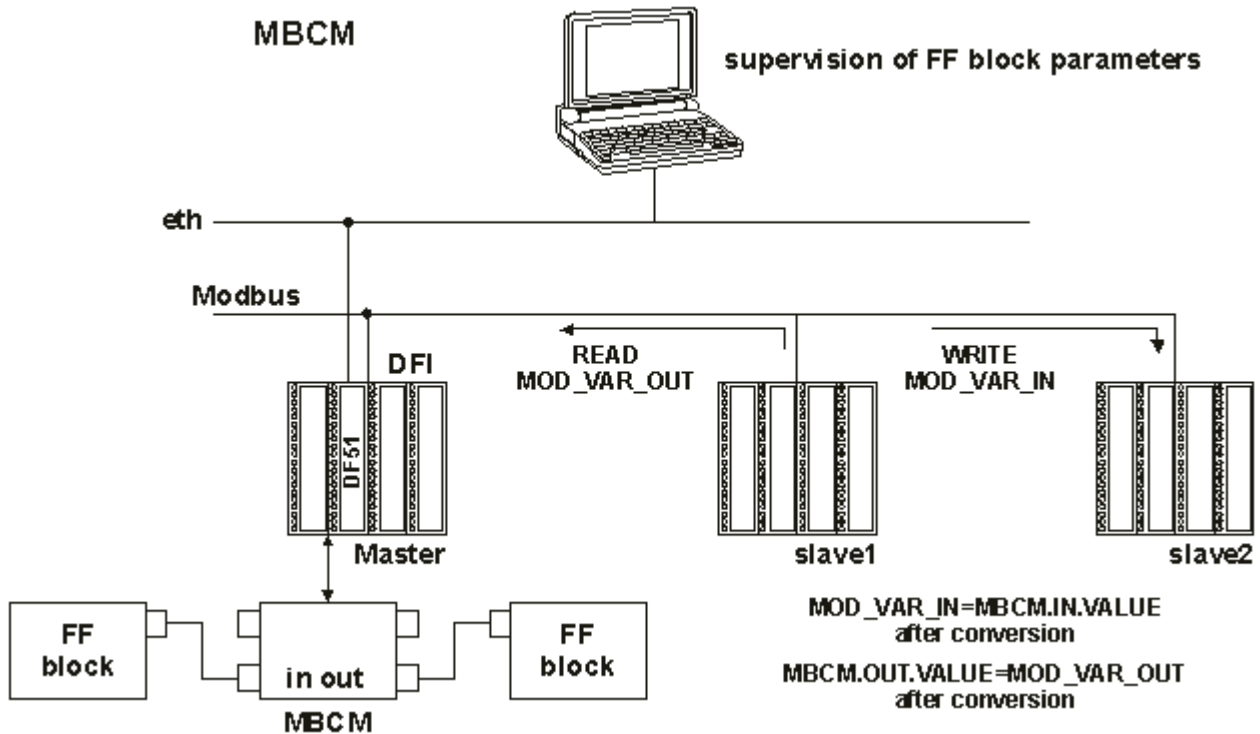 MBCM
supervision of FF block parameters
eth
Modbus
DFI
READ
MOD_VAR_OUT
WRITE
MOD_VAR_IN
DF51
Master
slave1
slave2
FF
block
in out
MBCM
FF
block
MOD_VAR_IN=MBCM.IN.VALUE
after conversion
MBCM.OUT.VALUE=MOD_VAR_OUT
after conversion